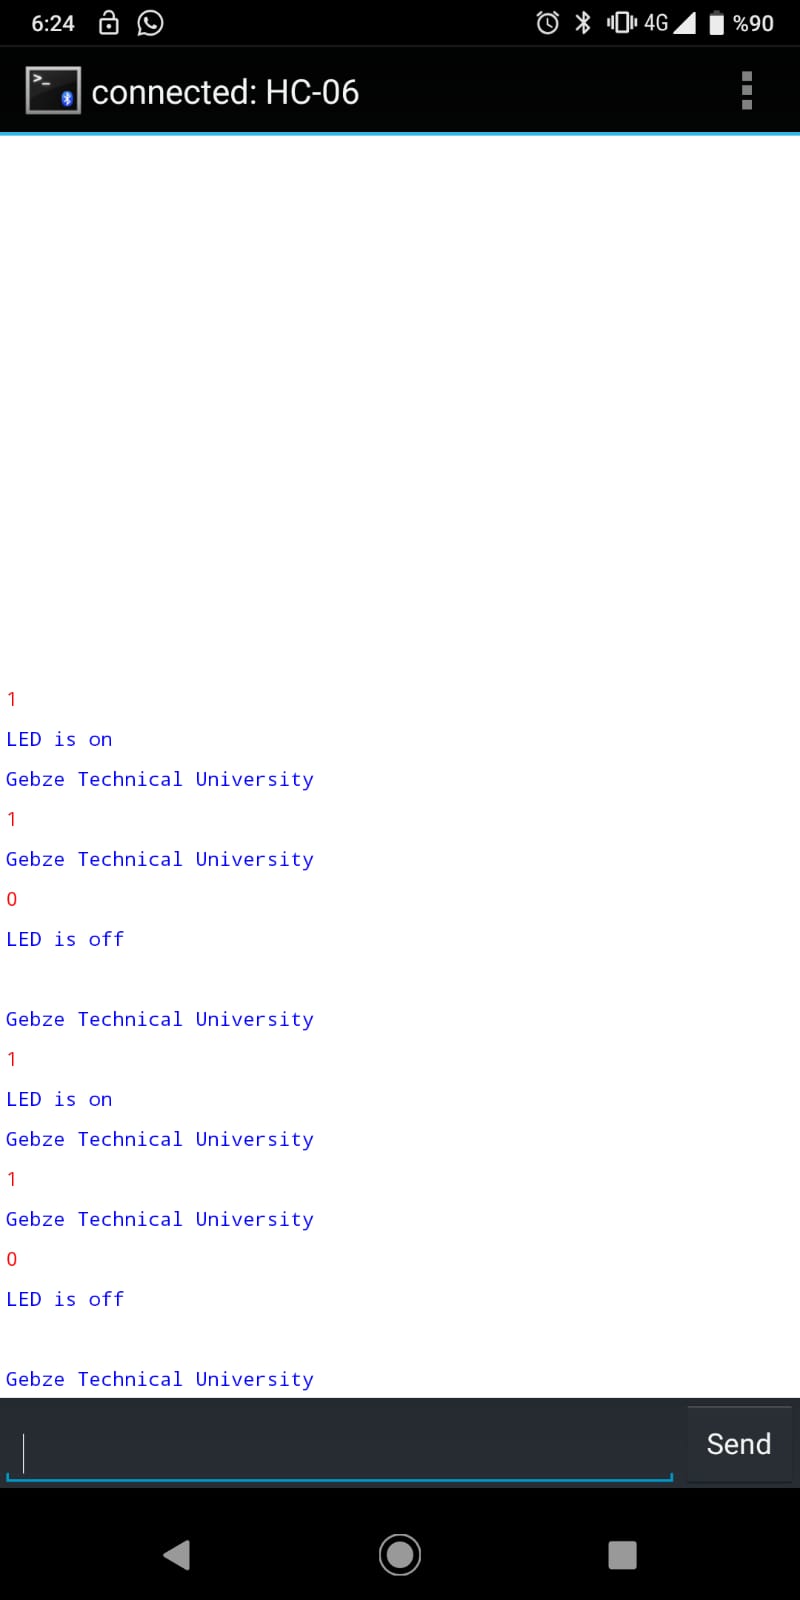 6:24 4G %90
connected: HC-06
1
LED is on
Gebze Technical University
1
Gebze Technical University
0
LED is off
Gebze Technical University
1
LED is on
Gebze Technical University
1
Gebze Technical University
0
LED is off
Gebze Technical University
Send